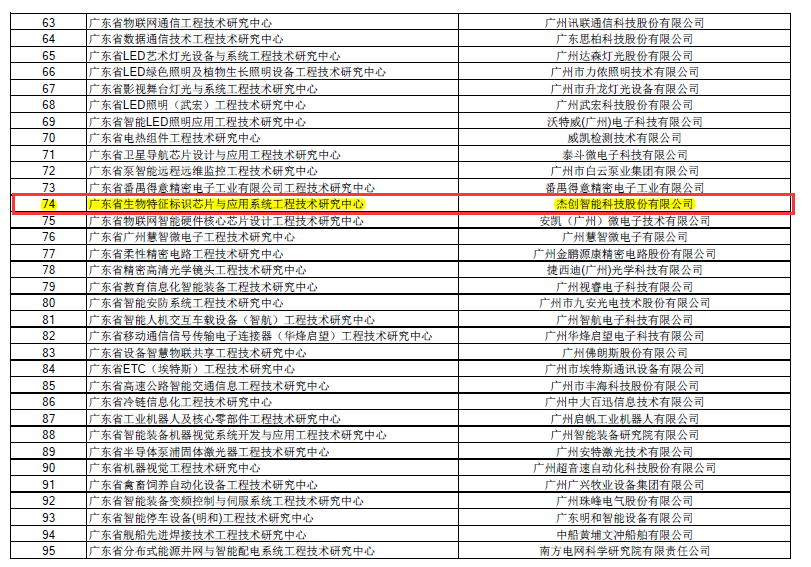 63 广东省物联网通信工程技术研究中心 广州讯联通信科技股份有限公司
64 广东省数据通信技术工程技术研究中心 广东思柏科技股份有限公司
65 广东省LED艺术灯光设备与系统工程技术研究中心 广州达森灯光股份有限公司
66 广东省LED绿色照明及植物生长照明设备工程技术研究中心 广州市力侬照明技术有限公司
67 广东省影视舞台灯光与系统工程技术研究中心 广州市升龙灯光设备有限公司
68 广东省LED照明（武宏）工程技术研究中心 广州武宏科技股份有限公司
69 广东省智能LED照明应用工程技术研究中心 沃特威(广州)电子科技有限公司
70 广东省电热组件工程技术研究中心 威凯检测技术有限公司
71 广东省卫星导航芯片设计与应用工程技术研究中心 泰斗微电子科技有限公司
72 广东省泵智能远程运维监控工程技术研究中心 广州市白云泵业集团有限公司
73 广东省番禺得意精密电子工业有限公司工程技术研究中心 番禺得意精密电子工业有限公司
74 广东省生物特征标识芯片与应用系统工程技术研究中心 杰创智能科技股份有限公司
75 广东省物联网智能硬件核心芯片设计工程技术研究中心 安凯（广州）微电子技术有限公司
76 广东省广州慧智微电子工程技术研究中心 广州慧智微电子有限公司
77 广东省柔性精密电路工程技术研究中心 广州金鹏源康精密电路股份有限公司
78 广东省精密高清光学镜头工程技术研究中心 捷西迪(广州)光学科技有限公司
79 广东省教育信息化智能装备工程技术研究中心 广州视睿电子科技有限公司
80 广东省智能安防系统工程技术研究中心 广州市九安光电技术股份有限公司
81 广东省智能人机交互车载设备（智航）工程技术研究中心 广州智航电子科技有限公司
82 广东省移动通信信号传输电子连接器（华烽启望）工程技术研究中心 广州华烽启望电子科技有限公司
83 广东省设备智慧物联共享工程技术研究中心 广州佛朗斯股份有限公司
84 广东省ETC（埃特斯）工程技术研究中心 广州市埃特斯通讯设备有限公司
85 广东省高速公路智能交通信息工程技术研究中心 广州市丰海科技股份有限公司
86 广东省冷链信息化工程技术研究中心 广州中大百迅信息技术有限公司
87 广东省工业机器人及核心零部件工程技术研究中心 广州启帆工业机器人有限公司
88 广东省智能装备机器视觉系统开发与应用工程技术研究中心 广州智能装备研究院有限公司
89 广东省半导体泵浦固体激光器工程技术研究中心 广州安特激光技术有限公司
90 广东省机器视觉工程技术研究中心 广州超音速自动化科技股份有限公司
91 广东省禽畜饲养自动化设备工程技术研究中心 广州广兴牧业设备集团有限公司
92 广东省智能装备变频控制与伺服系统工程技术研究中心 广州珠峰电气股份有限公司
93 广东省智能停车设备(明和)工程技术研究中心 广东明和智能设备有限公司
94 广东省舰船先进焊接技术工程技术研究中心 中船黄埔文冲船舶有限公司
95 广东省分布式能源并网与智能配电系统工程技术研究中心 南方电网科学研究院有限责任公司